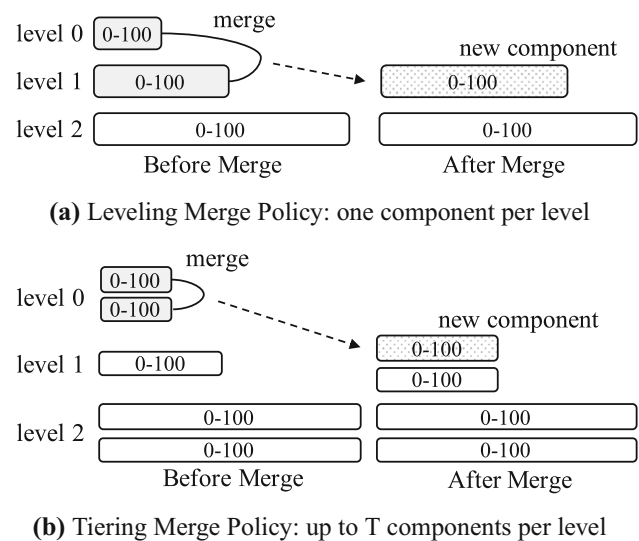 merge
level 0 0-100
new component
level 1 0-100 0-100
level 2 0-100 0-100
Before Merge After Merge
(a) Leveling Merge Policy: one component per level
merge
0-100
level 0
0-100
new component
0-100
level 1 0-100
0-100
0-100 0-100
level 2
0-100 0-100
Before Merge After Merge
(b) Tiering Merge Policy: up to T components per level